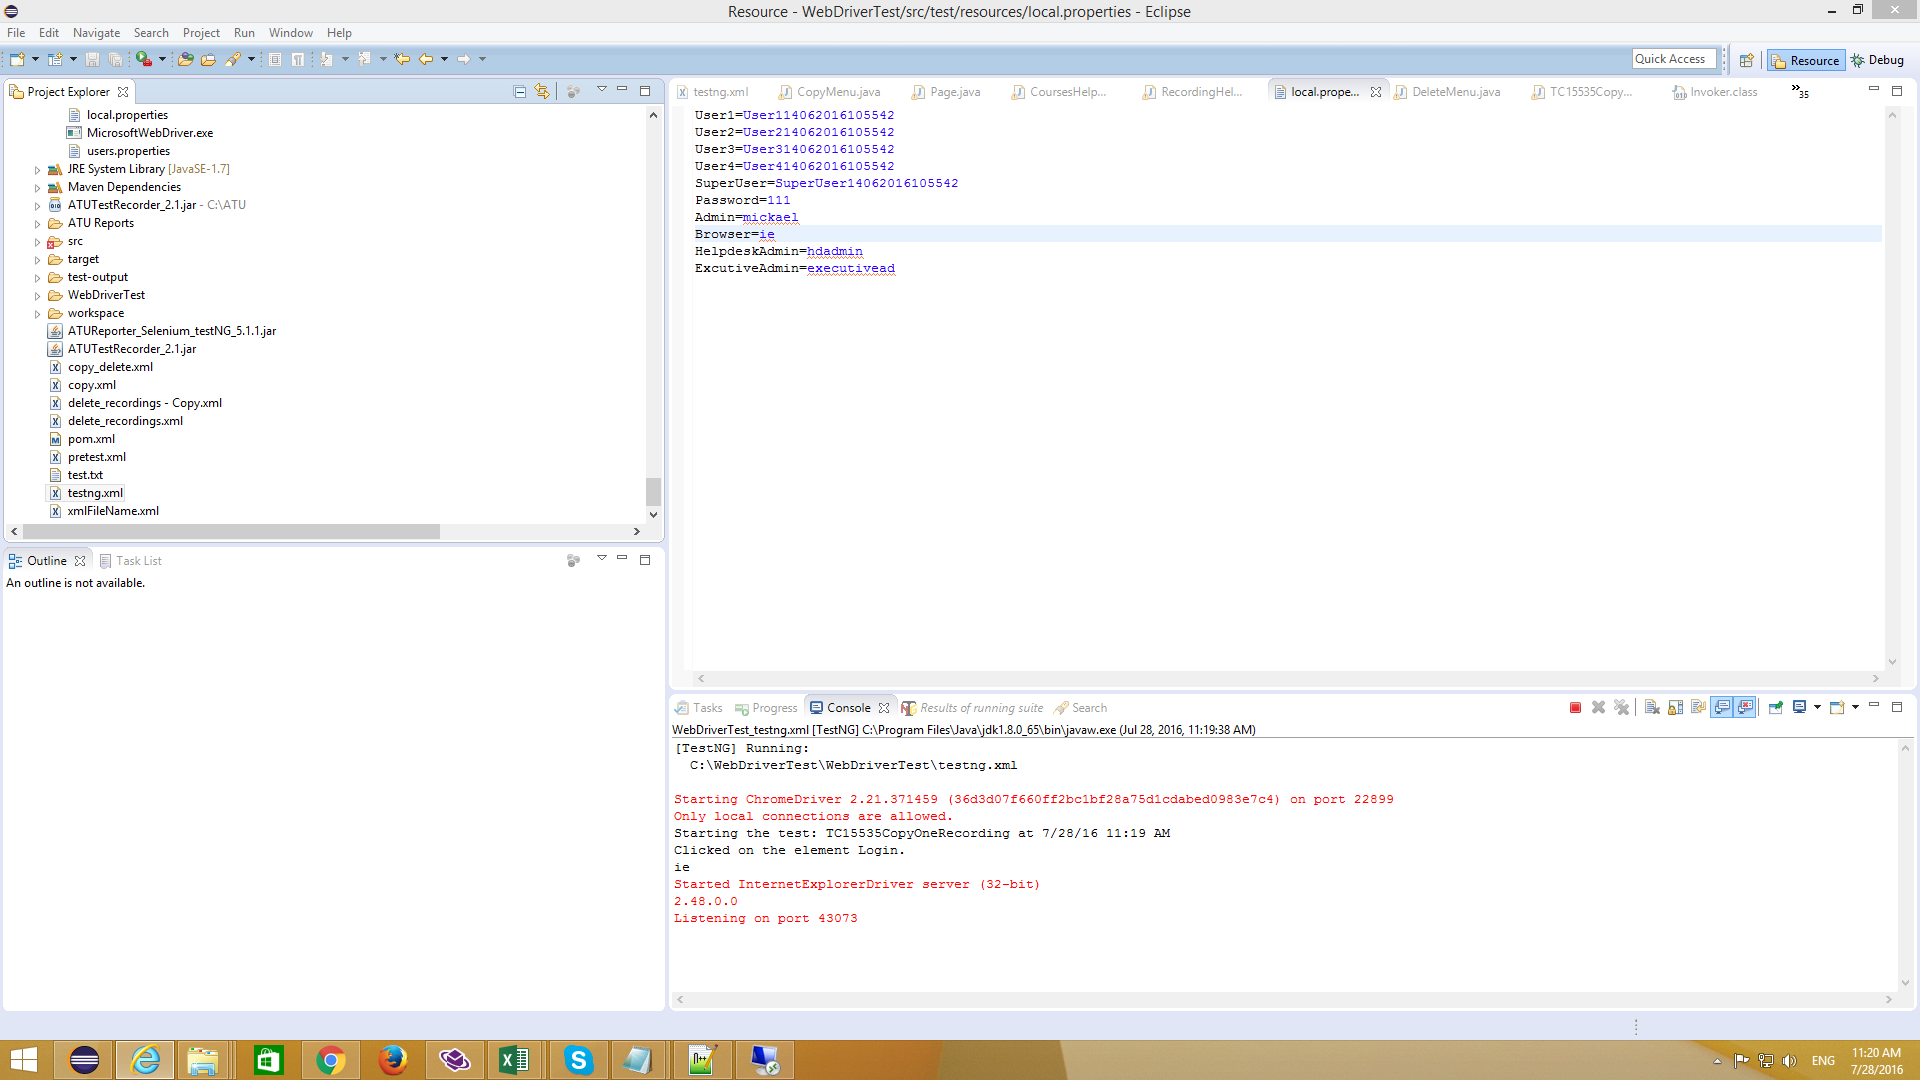 Resource - WebDriverTest/src/test/resources/local.properties - Eclipse
File Edit Navigate Search Project Run Window Help
Quick Access
Resource
Debug
Project Explorer
local.properties
MicrosoftWebDriver.exe
users.properties
JRE System Library [JavaSE-1.7]
Maven Dependencies
ATUTestRecorder_2.1.jar - C:\ATU
ATU Reports
src
target
test-output
WebDriverTest
workspace
ATUReporter_Selenium_testNG_5.1.1.jar
ATUTestRecorder_2.1.jar
copy_delete.xml
copy.xml
delete_recordings - Copy.xml
delete_recordings.xml
pom.xml
pretest.xml
test.txt
testng.xml
xmlFileName.xml
Outline
Task List
An outline is not available.
testng.xml CopyMenu.java Page.java CoursesHelp... RecordingHel... local.prope... DeleteMenu.java TC15535Copy... Invoker.class »35
User1=User114062016105542
User2=User214062016105542
User3=User314062016105542
User4=User414062016105542
SuperUser=SuperUser14062016105542
Password=111
Admin=mickael
Browser=ie
HelpdeskAdmin=hdadmin
ExcutiveAdmin=executivead
Tasks Progress Console Results of running suite Search
WebDriverTest_testng.xml [TestNG] C:\Program Files\Java\jdk1.8.0_65\bin\javaw.exe (Jul 28, 2016, 11:19:38 AM)
[TestNG] Running:
C:\WebDriverTest\WebDriverTest\testng.xml
Starting ChromeDriver 2.21.371459 (36d3d07f660ff2bc1bf28a75d1cdabed0983e7c4) on port 22899
Only local connections are allowed.
Starting the test: TC15535CopyOneRecording at 7/28/16 11:19 AM
Clicked on the element Login.
ie
Started InternetExplorerDriver server (32-bit)
2.48.0.0
Listening on port 43073
ENG
11:20 AM
7/28/2016